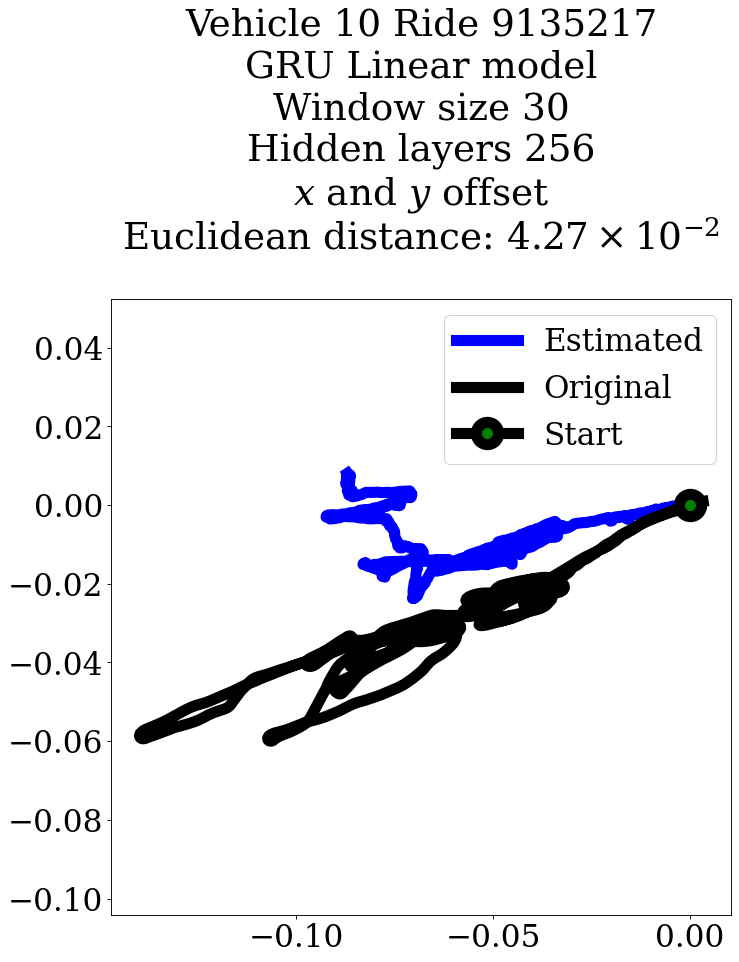 Vehicle 10 Ride 9135217
GRU Linear model
Window size 30
Hidden layers 256
x and y offset
Euclidean distance: 4.27 × 10⁻²
Estimated
Original
Start
0.04
0.02
0.00
−0.02
−0.04
−0.06
−0.08
−0.10
−0.10 −0.05 0.00